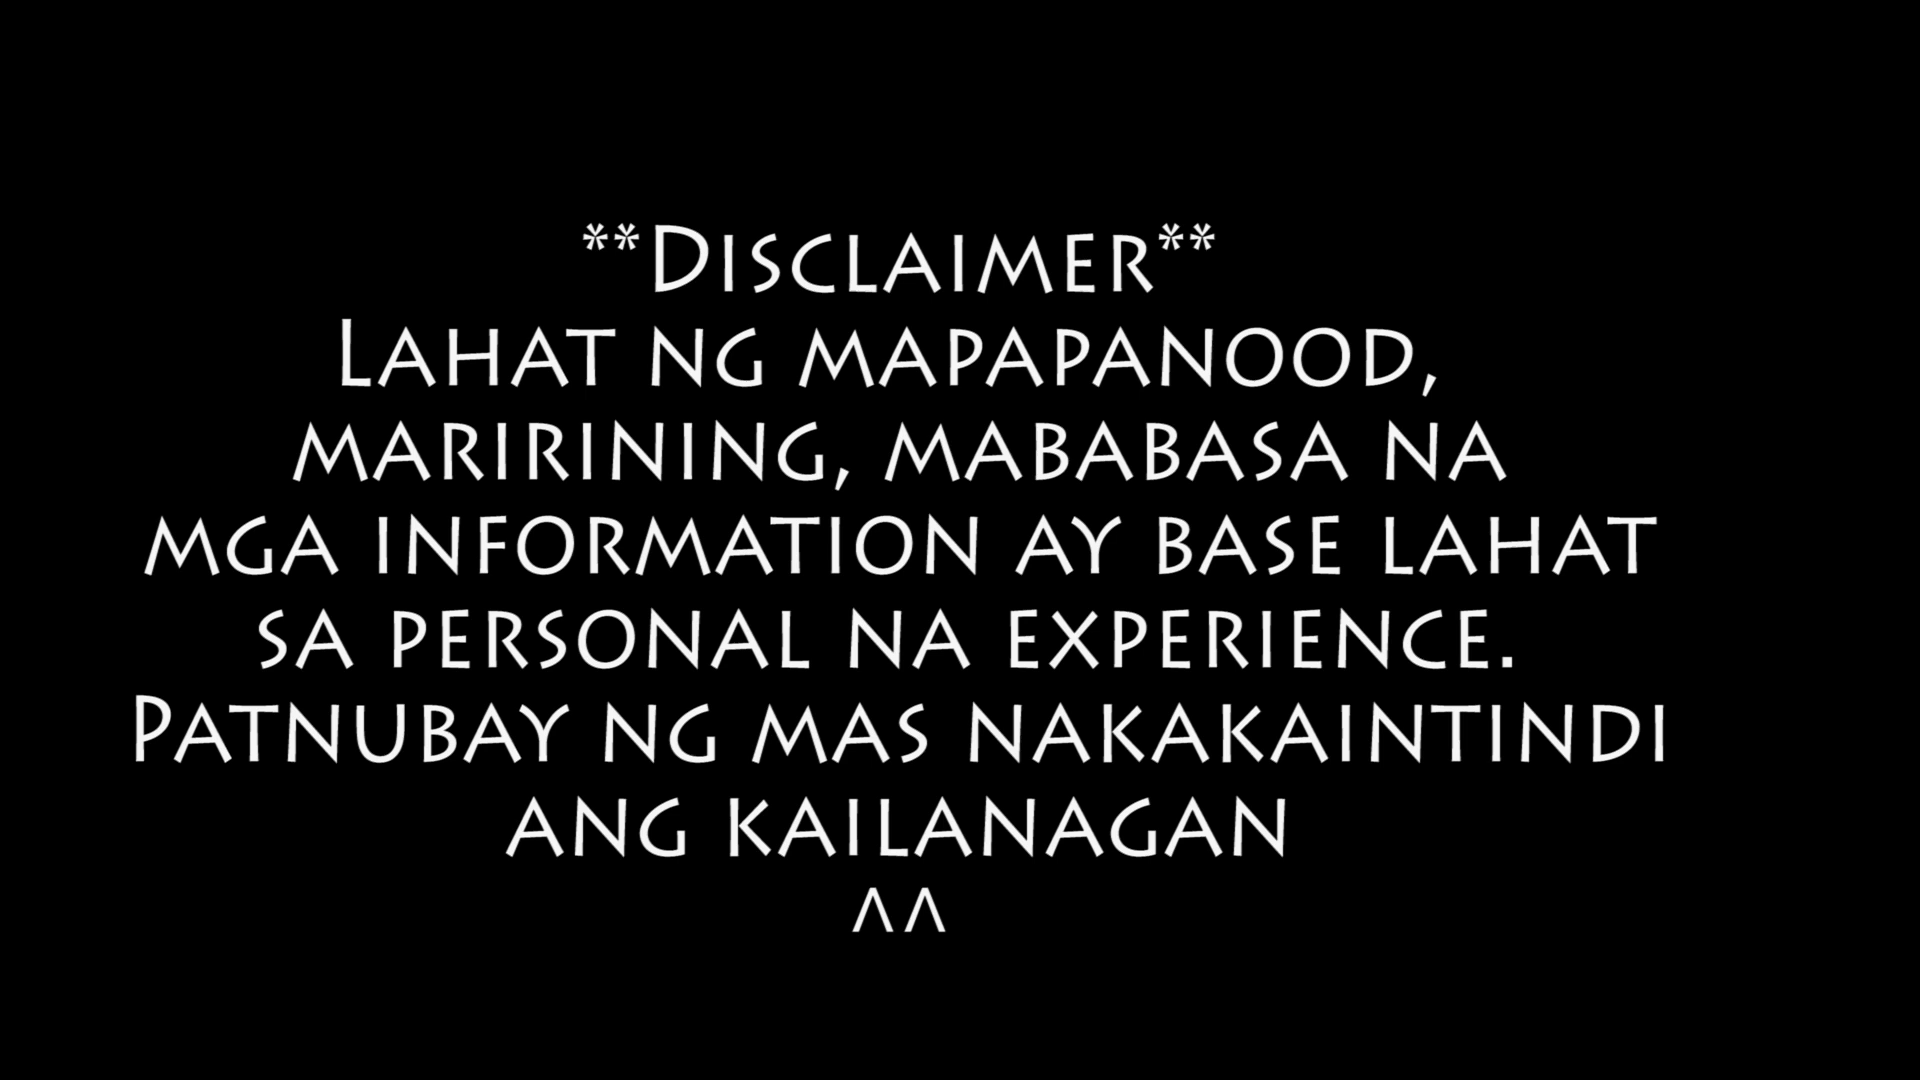 **Disclaimer**
Lahat ng mapapanood,
maririning, mababasa na
mga information ay base lahat
sa personal na experience.
Patnubay ng mas nakakaintindi
ang kailanagan
^^